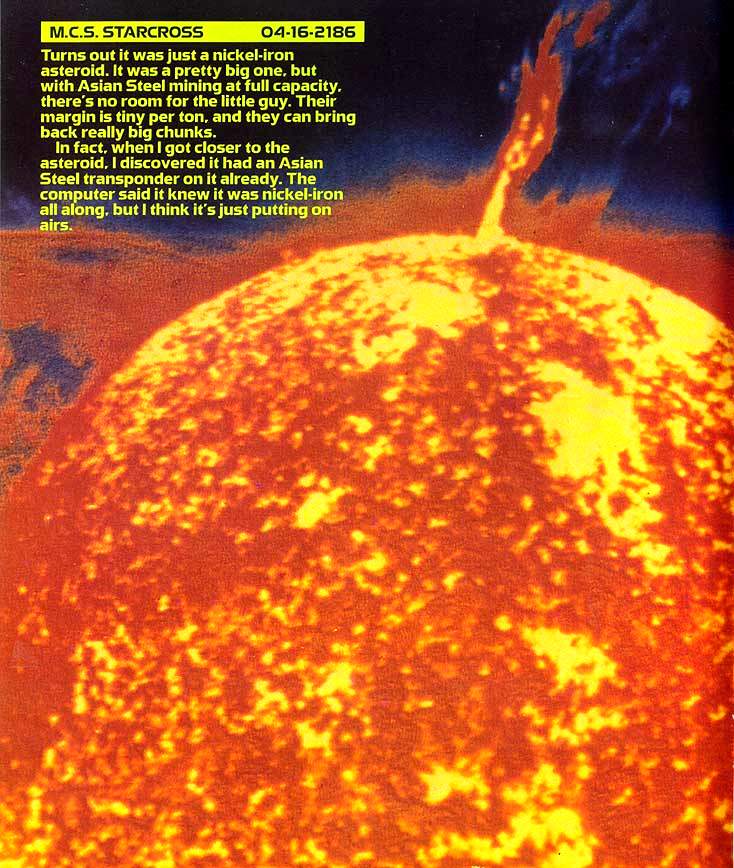 M.C.S. STARCROSS 04-16-2186
Turns out it was just a nickel-iron
asteroid. It was a pretty big one, but
with Asian Steel mining at full capacity,
there's no room for the little guy. Their
margin is tiny per ton, and they can bring
back really big chunks.
In fact, when I got closer to the
asteroid, I discovered it had an Asian
Steel transponder on it already. The
computer said it knew it was nickel-iron
all along, but I think it's just putting on
airs.